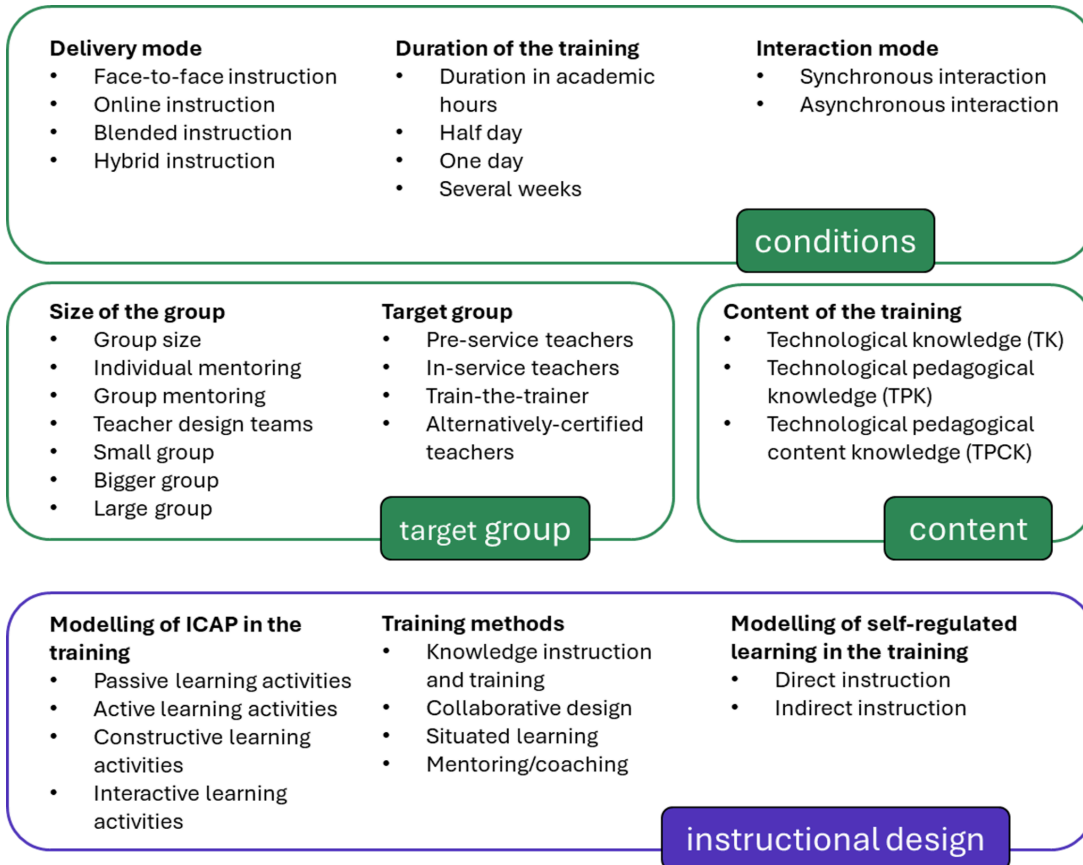 Delivery mode
• Face-to-face instruction
• Online instruction
• Blended instruction
• Hybrid instruction
Duration of the training
• Duration in academic
hours
• Half day
• One day
• Several weeks
Interaction mode
• Synchronous interaction
• Asynchronous interaction
conditions
Size of the group
• Group size
• Individual mentoring
• Group mentoring
• Teacher design teams
• Small group
• Bigger group
• Large group
Target group
• Pre-service teachers
• In-service teachers
• Train-the-trainer
• Alternatively-certified
teachers
target group
Content of the training
• Technological knowledge (TK)
• Technological pedagogical
knowledge (TPK)
• Technological pedagogical
content knowledge (TPCK)
content
Modelling of ICAP in the
training
• Passive learning activities
• Active learning activities
• Constructive learning
activities
• Interactive learning
activities
Training methods
• Knowledge instruction
and training
• Collaborative design
• Situated learning
• Mentoring/coaching
Modelling of self-regulated
learning in the training
• Direct instruction
• Indirect instruction
instructional design